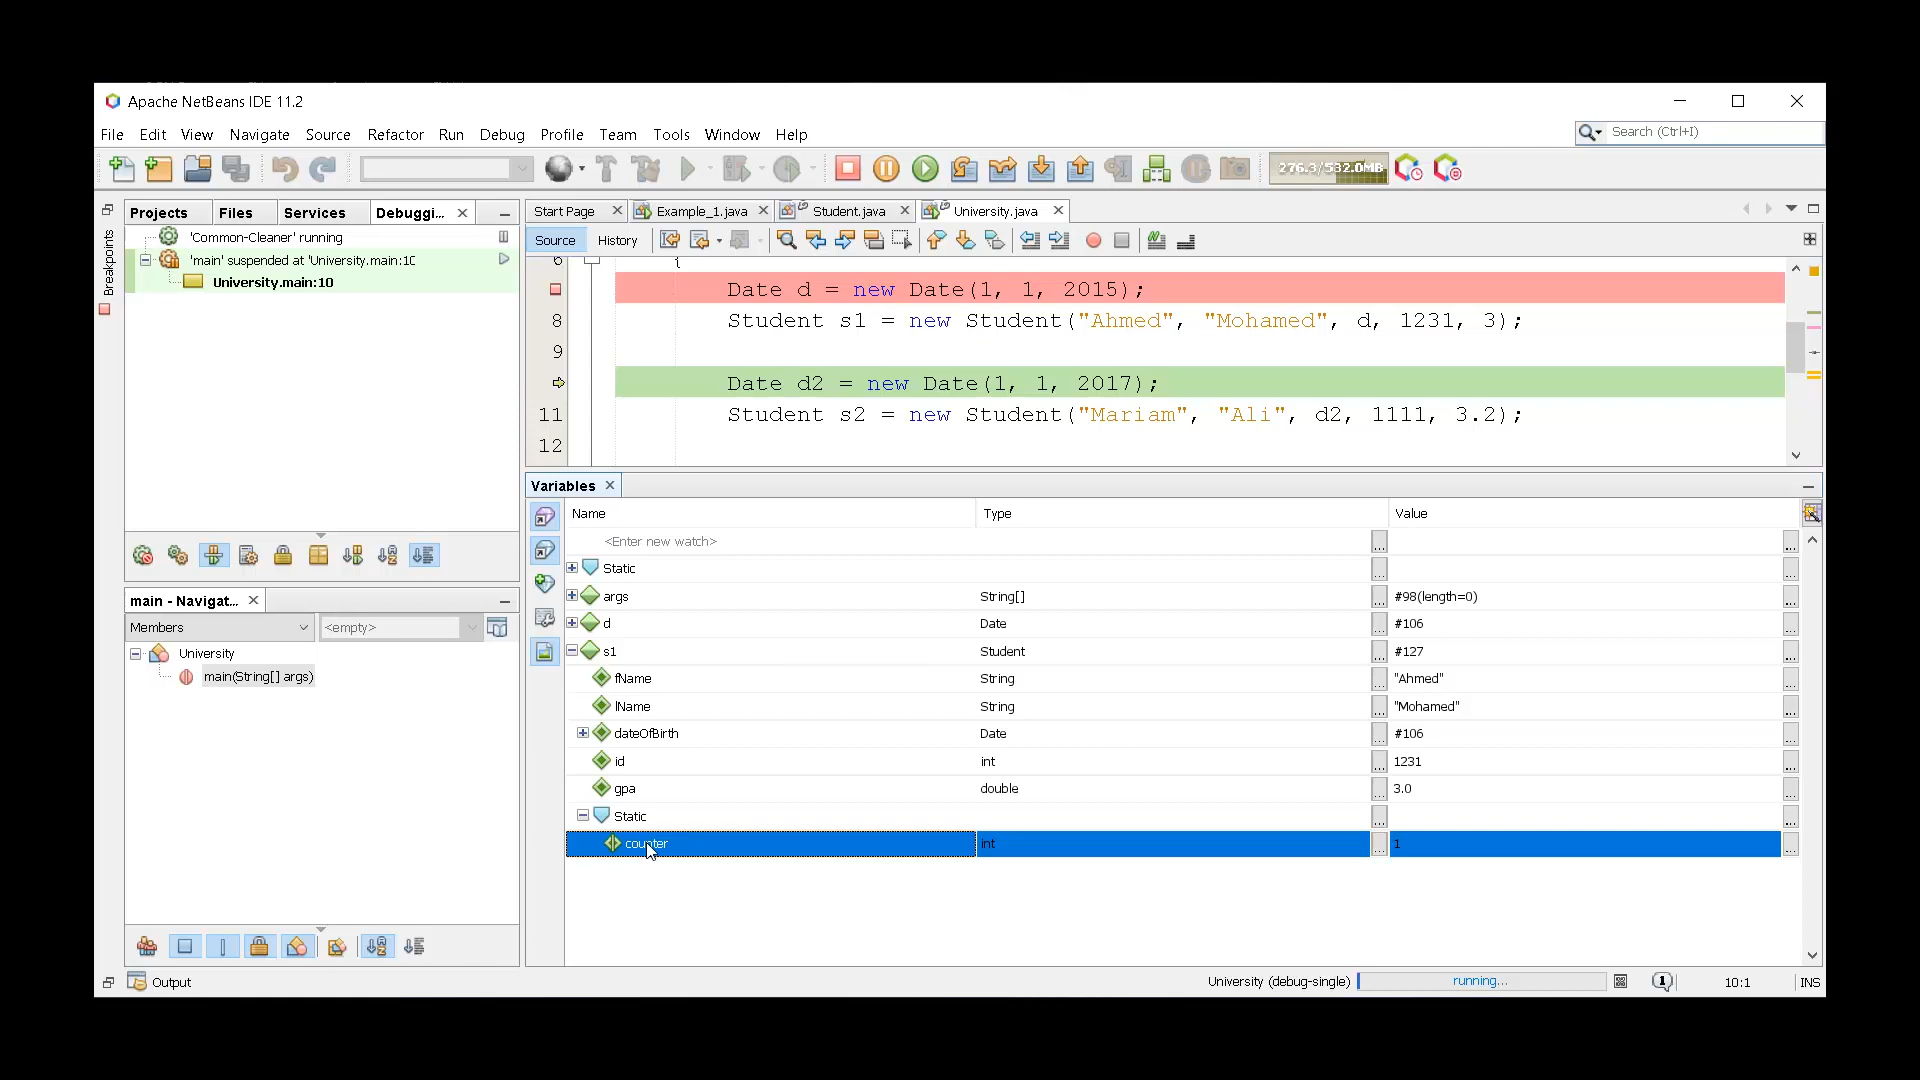 Apache NetBeans IDE 11.2
File Edit View Navigate Source Refactor Run Debug Profile Team Tools Window Help
Search (Ctrl+I)
276.3/532.0MB
Projects Files Services Debuggi...
'Common-Cleaner' running
'main' suspended at 'University.main:10
University.main:10
Breakpoints
Start Page Example_1.java Student.java University.java
Source History
6 {
Date d = new Date(1, 1, 2015);
8 Student s1 = new Student("Ahmed", "Mohamed", d, 1231, 3);
9
Date d2 = new Date(1, 1, 2017);
11 Student s2 = new Student("Mariam", "Ali", d2, 1111, 3.2);
12
Variables
Name Type Value
<Enter new watch>
Static
args String[] #98(length=0)
d Date #106
s1 Student #127
fName String "Ahmed"
lName String "Mohamed"
dateOfBirth Date #106
id int 1231
gpa double 3.0
Static
counter int 1
main - Navigat...
Members <empty>
University
main(String[] args)
Output
University (debug-single) running... 1 10:1 INS